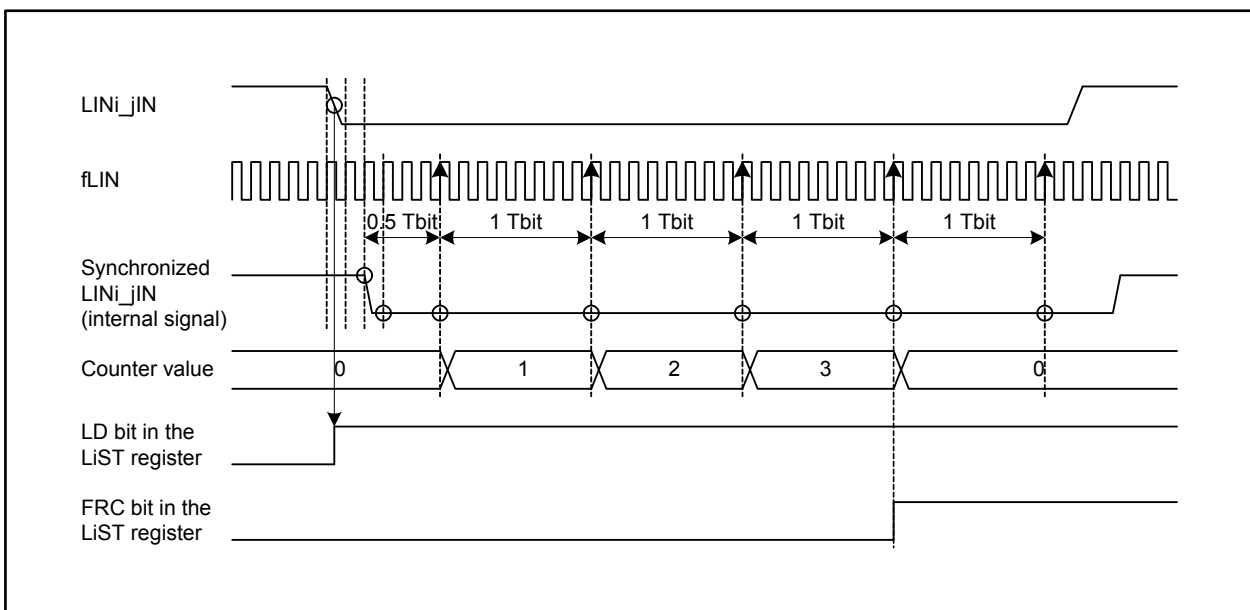 LINi_jIN
fLIN
0.5 Tbit 1 Tbit 1 Tbit 1 Tbit 1 Tbit
Synchronized
LINi_jIN
(internal signal)
Counter value 0 1 2 3 0
LD bit in the
LiST register
FRC bit in the
LiST register